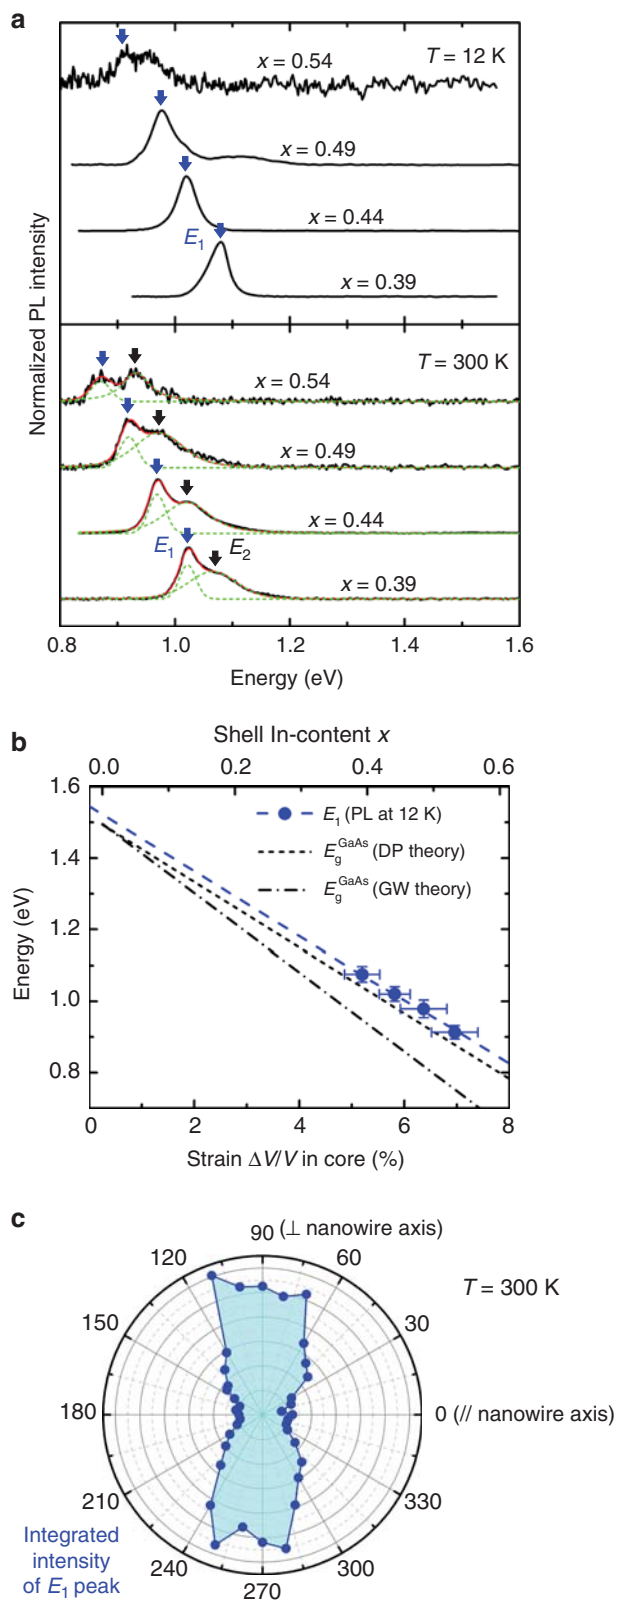 a
T = 12 K
x = 0.54
x = 0.49
x = 0.44
E1
x = 0.39
Normalized PL intensity
T = 300 K
x = 0.54
x = 0.49
x = 0.44
E1
E2
x = 0.39
0.8 1.0 1.2 1.4 1.6
Energy (eV)
b
Shell In-content x
0.0 0.2 0.4 0.6
1.6
1.4
1.2
1.0
0.8
Energy (eV)
E1 (PL at 12 K)
EgGaAs (DP theory)
EgGaAs (GW theory)
0 2 4 6 8
Strain ΔV/V in core (%)
c
90 (⊥ nanowire axis)
120 60
T = 300 K
150 30
180 0 (// nanowire axis)
210 330
240 300
270
Integrated
intensity
of E1 peak